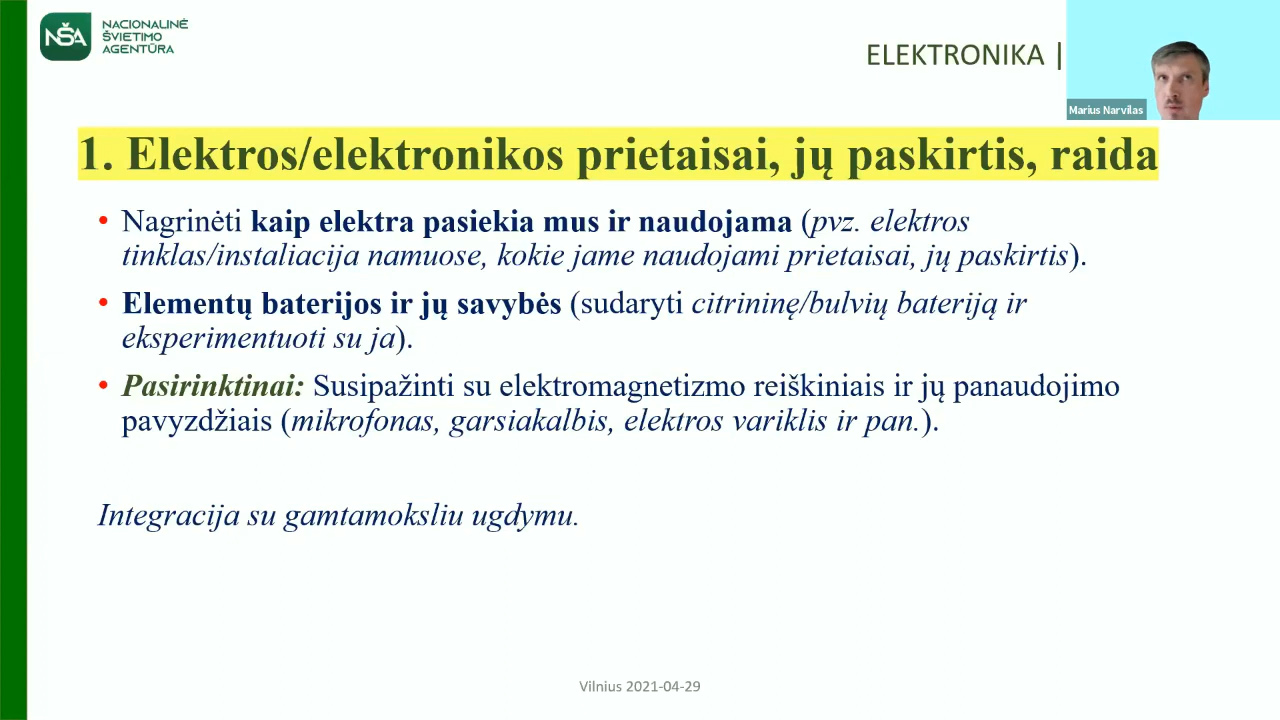 NŠA
NACIONALINĖ
ŠVIETIMO
AGENTŪRA
ELEKTRONIKA |
Marius Narvilas
1. Elektros/elektronikos prietaisai, jų paskirtis, raida
• Nagrinėti kaip elektra pasiekia mus ir naudojama (pvz. elektros
tinklas/instaliacija namuose, kokie jame naudojami prietaisai, jų paskirtis).
• Elementų baterijos ir jų savybės (sudaryti citrininę/bulvių bateriją ir
eksperimentuoti su ja).
• Pasirinktinai: Susipažinti su elektromagnetizmo reiškiniais ir jų panaudojimo
pavyzdžiais (mikrofonas, garsiakalbis, elektros variklis ir pan.).
Integracija su gamtamoksliu ugdymu.
Vilnius 2021-04-29